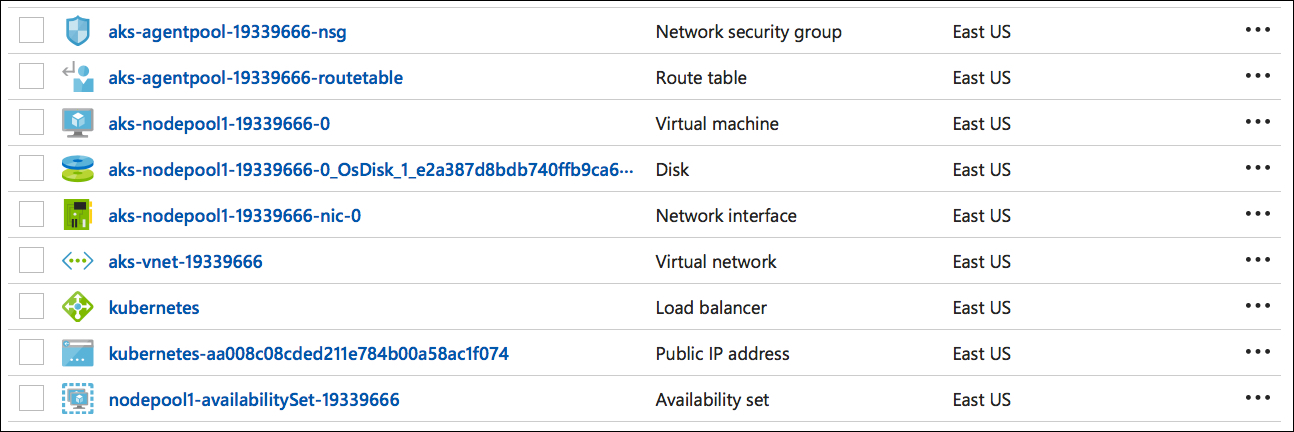 aks-agentpool-19339666-nsg Network security group East US
aks-agentpool-19339666-routetable Route table East US
aks-nodepool1-19339666-0 Virtual machine East US
aks-nodepool1-19339666-0_OsDisk_1_e2a387d8bdb740ffb9ca6··· Disk East US
aks-nodepool1-19339666-nic-0 Network interface East US
aks-vnet-19339666 Virtual network East US
kubernetes Load balancer East US
kubernetes-aa008c08cded211e784b00a58ac1f074 Public IP address East US
nodepool1-availabilitySet-19339666 Availability set East US